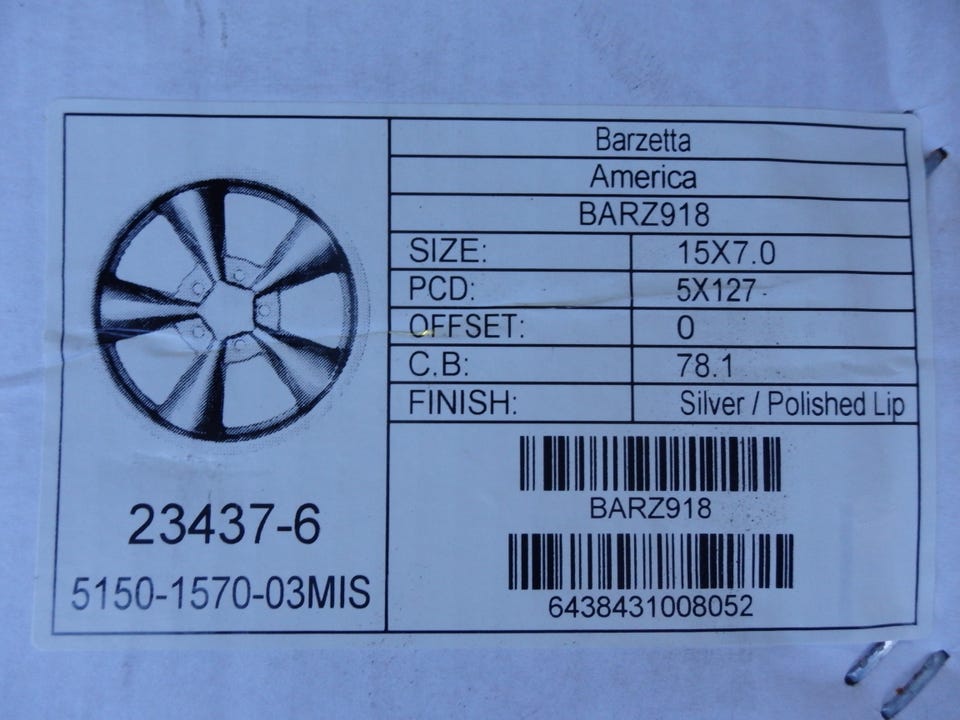 Barzetta
America
BARZ918
SIZE: 15X7.0
PCD: 5X127
OFFSET: 0
C.B: 78.1
FINISH: Silver / Polished Lip
BARZ918
6438431008052
23437-6
5150-1570-03MIS